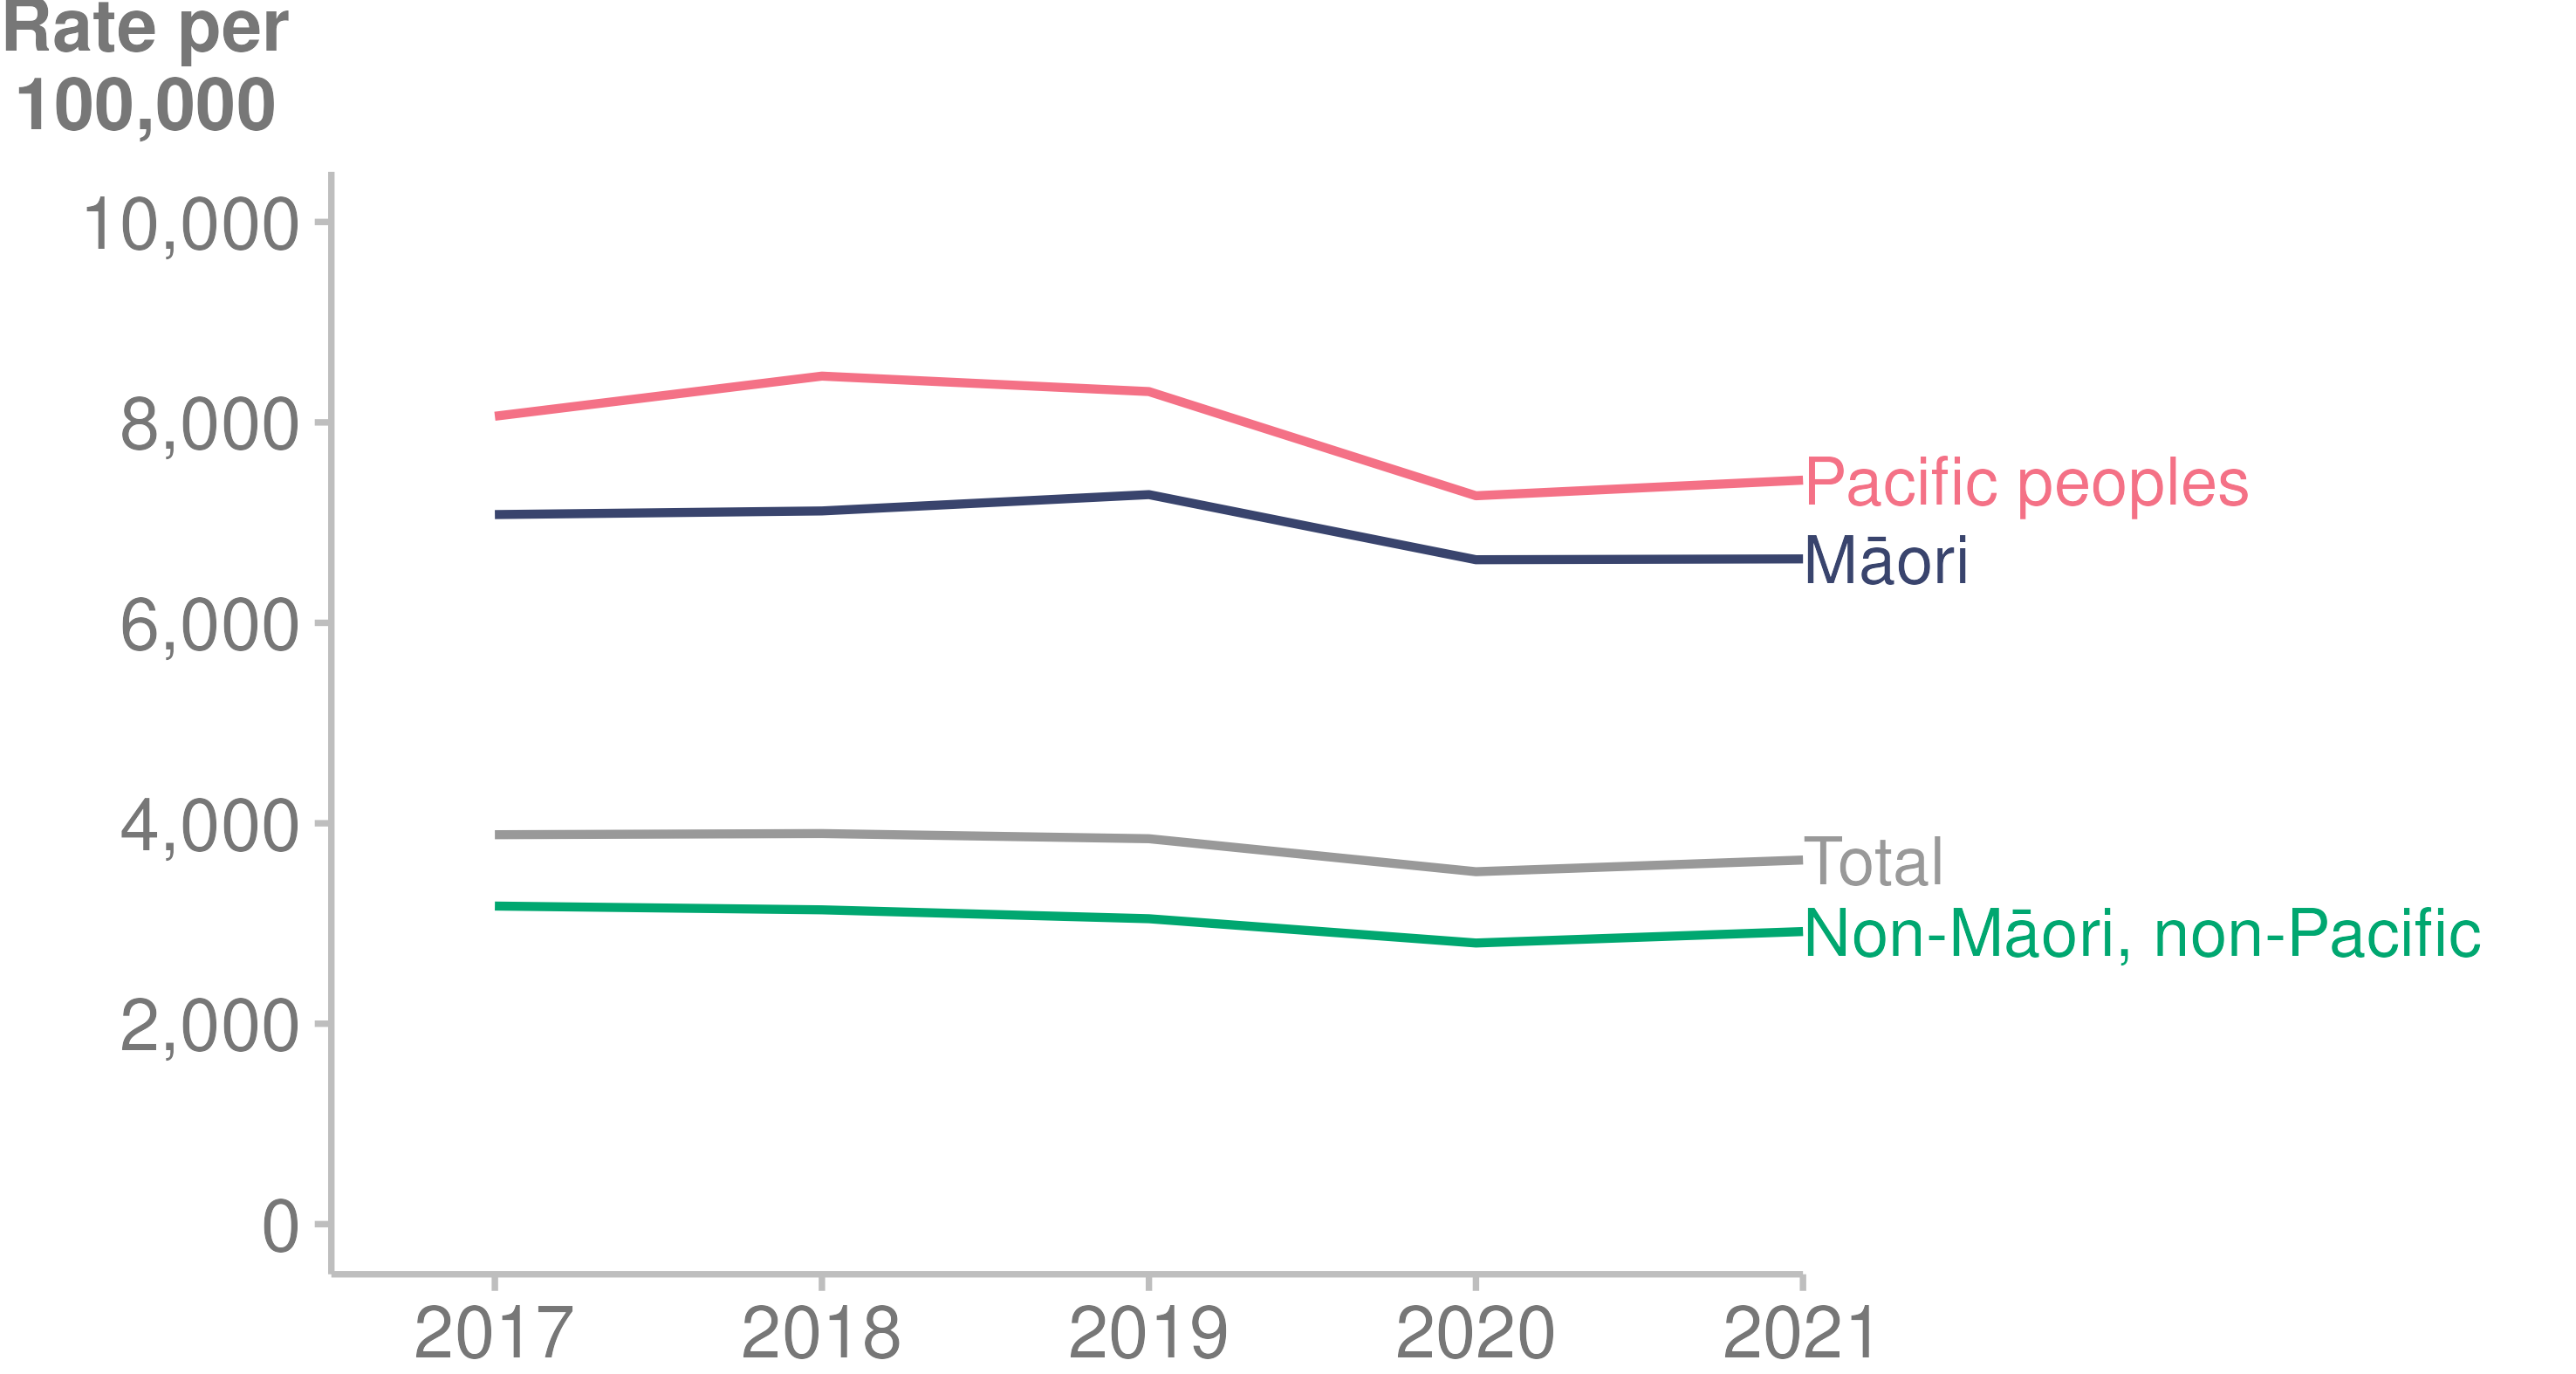 Rate per
100,000
10,000
8,000
6,000
4,000
2,000
0
Pacific peoples
Māori
Total
Non-Māori, non-Pacific
2017 2018 2019 2020 2021